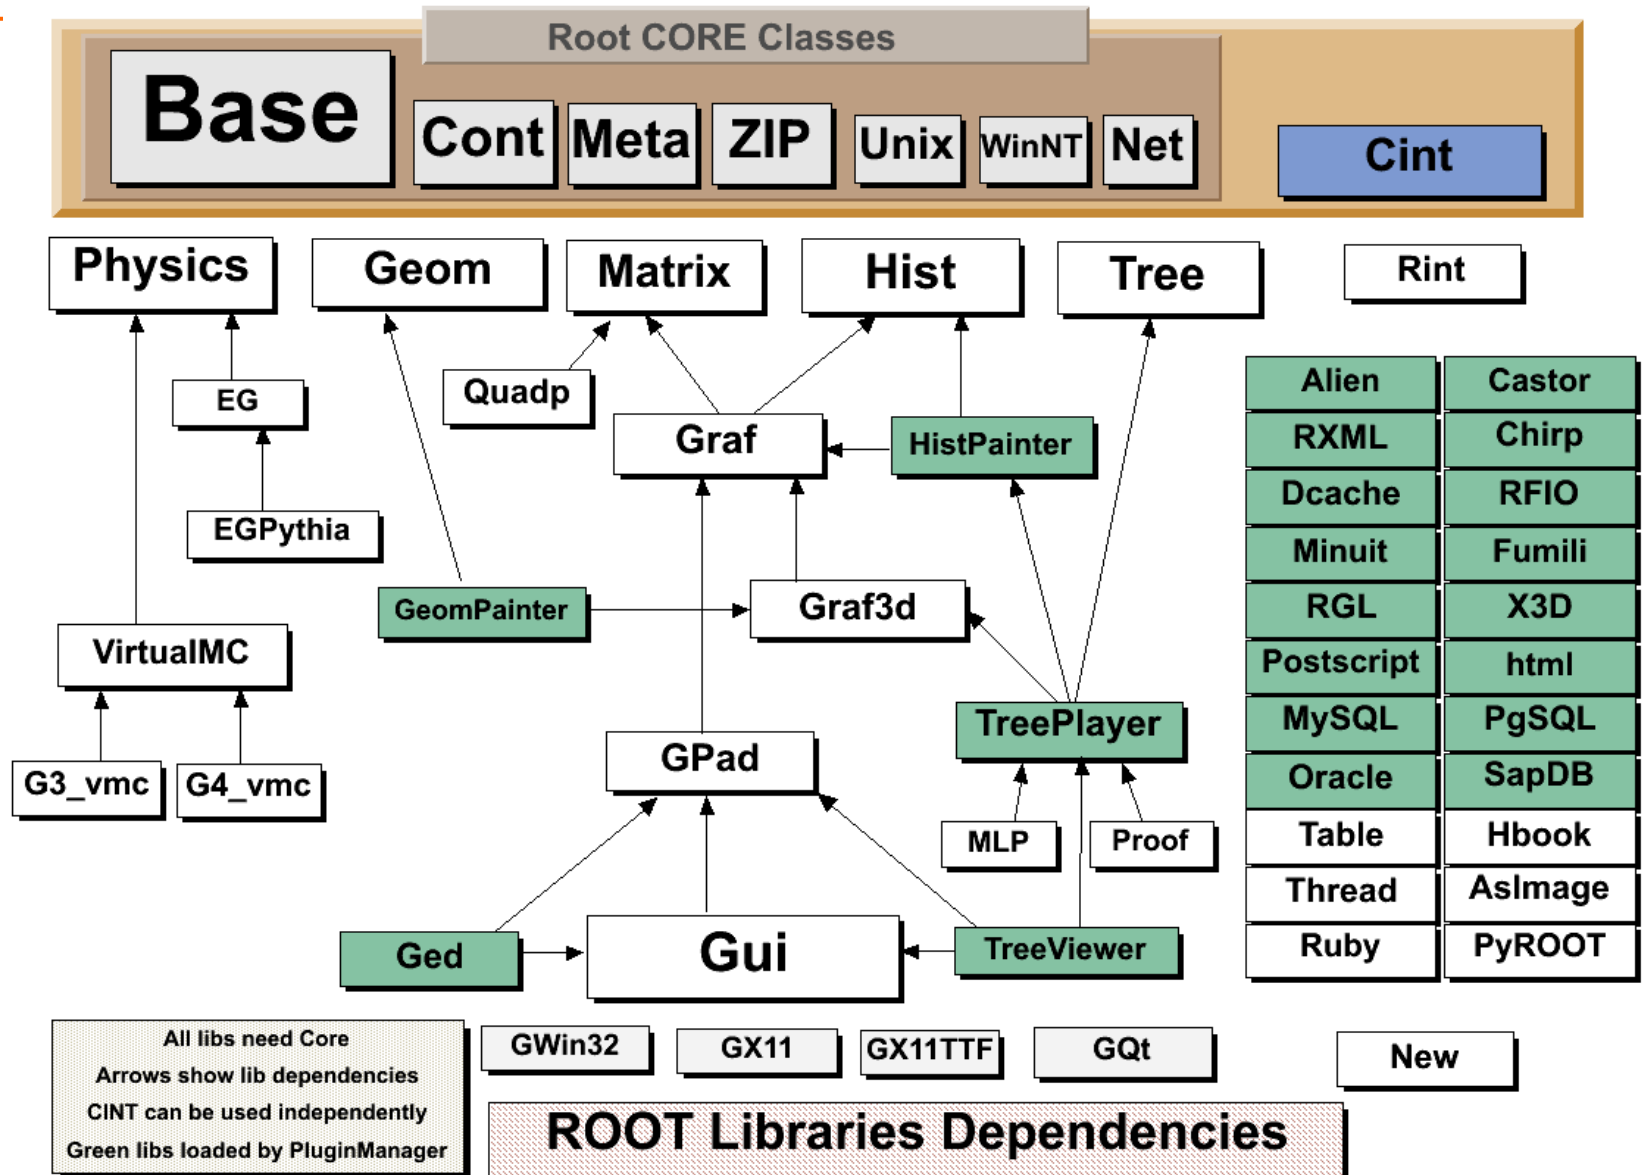 Root CORE Classes
Base
Cont
Meta
ZIP
Unix
WinNT
Net
Cint
Physics
Geom
Matrix
Hist
Tree
Rint
EG
Quadp
Graf
HistPainter
EGPythia
GeomPainter
Graf3d
VirtualMC
TreePlayer
GPad
G3_vmc
G4_vmc
MLP
Proof
Ged
Gui
TreeViewer
Alien
Castor
RXML
Chirp
Dcache
RFIO
Minuit
Fumili
RGL
X3D
Postscript
html
MySQL
PgSQL
Oracle
SapDB
Table
Hbook
Thread
AsImage
Ruby
PyROOT
All libs need Core
Arrows show lib dependencies
CINT can be used independently
Green libs loaded by PluginManager
GWin32
GX11
GX11TTF
GQt
New
ROOT Libraries Dependencies